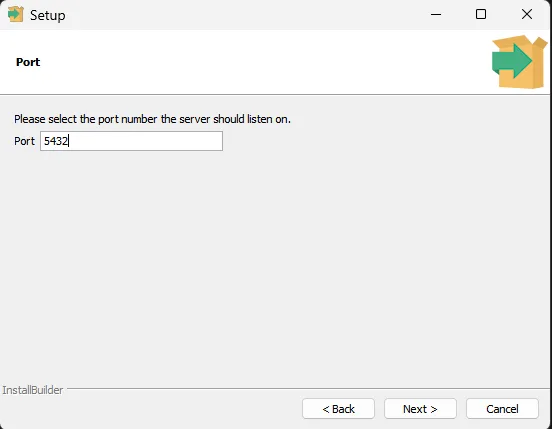 Setup
Port
Please select the port number the server should listen on.
Port 5432
InstallBuilder
< Back Next > Cancel